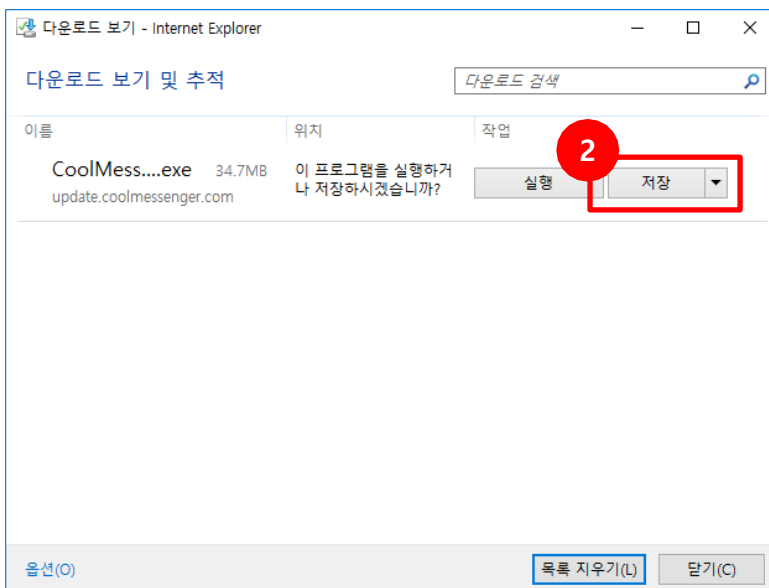 다운로드 보기 - Internet Explorer
다운로드 보기 및 추적
다운로드 검색
이름 위치 작업
2
CoolMess....exe 34.7MB 이 프로그램을 실행하거 실행 저장
update.coolmessenger.com 나 저장하시겠습니까?
옵션(O) 목록 지우기(L) 닫기(C)